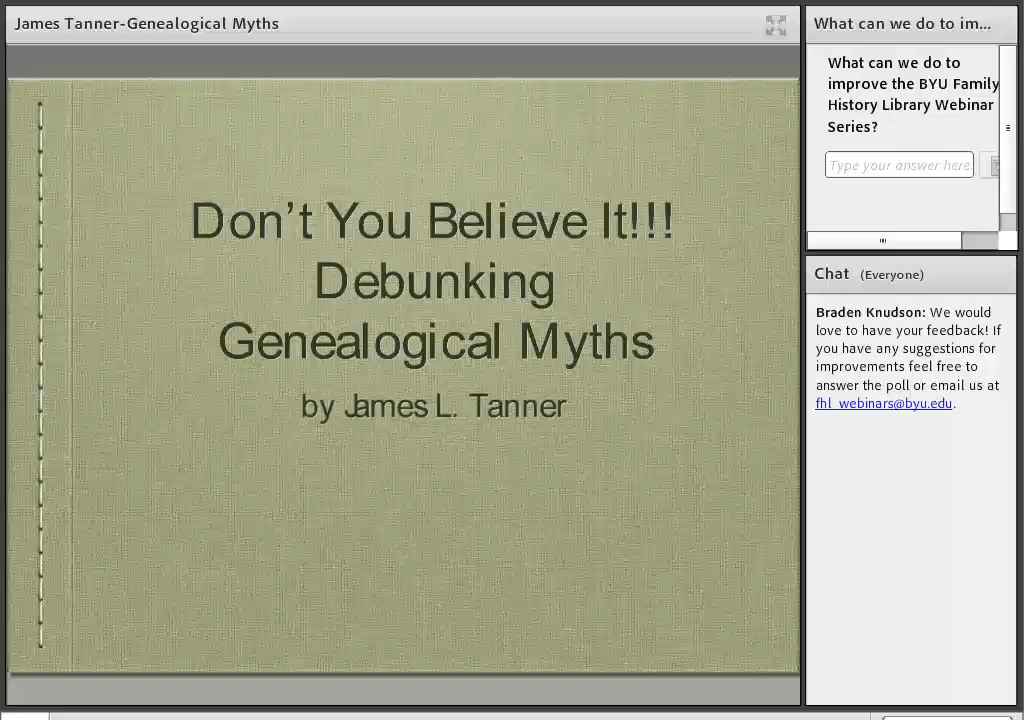 James Tanner-Genealogical Myths
Don’t You Believe It!!!
Debunking
Genealogical Myths
by James L. Tanner
What can we do to im...
What can we do to
improve the BYU Family
History Library Webinar
Series?
Type your answer here
Chat (Everyone)
Braden Knudson: We would
love to have your feedback! If
you have any suggestions for
improvements feel free to
answer the poll or email us at
fhl_webinars@byu.edu.